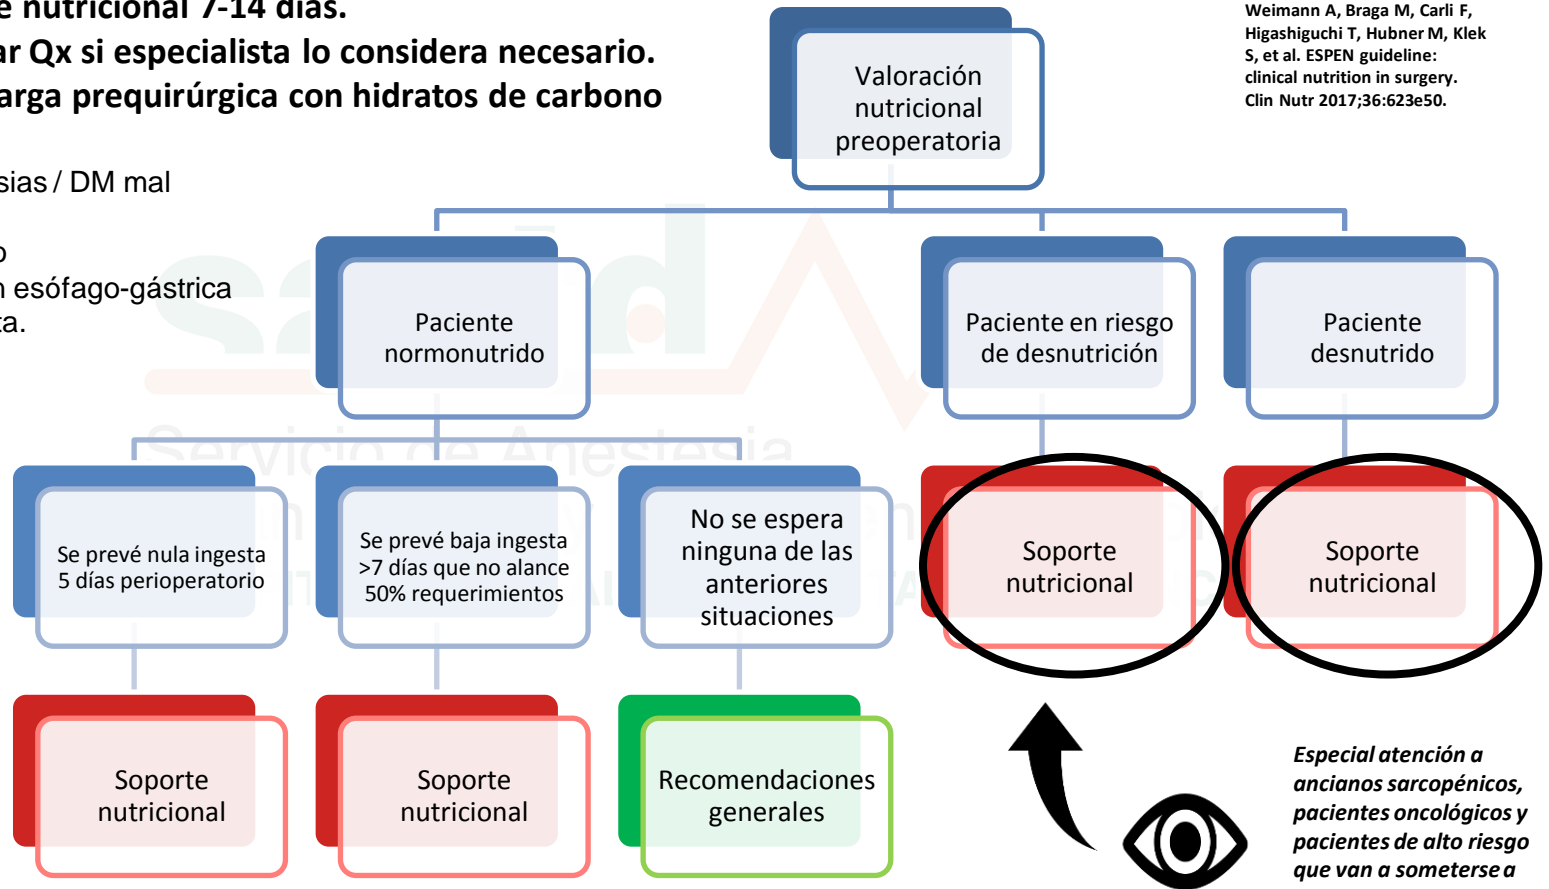 e nutricional 7-14 días.
ar Qx si especialista lo considera necesario.
arga prequirúrgica con hidratos de carbono
sias / DM mal
o
n esófago-gástrica
ta.
Weimann A, Braga M, Carli F,
Higashiguchi T, Hubner M, Klek
S, et al. ESPEN guideline:
clinical nutrition in surgery.
Clin Nutr 2017;36:623e50.
Valoración
nutricional
preoperatoria
Paciente
normonutrido
Paciente en riesgo
de desnutrición
Paciente
desnutrido
Se prevé nula ingesta
5 días perioperatorio
Se prevé baja ingesta
>7 días que no alance
50% requerimientos
No se espera
ninguna de las
anteriores
situaciones
Soporte
nutricional
Soporte
nutricional
Soporte
nutricional
Soporte
nutricional
Recomendaciones
generales
Especial atención a
ancianos sarcopénicos,
pacientes oncológicos y
pacientes de alto riesgo
que van a someterse a
salud
Servicio de Anestesia